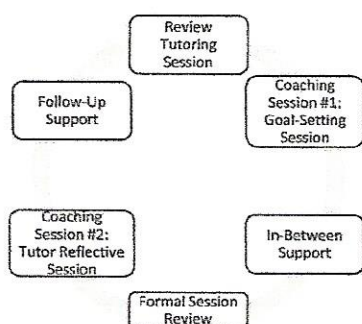 Review
Tutoring
Session
Coaching
Session #1:
Goal-Setting
Session
In-Between
Support
Formal Session
Review
Coaching
Session #2:
Tutor Reflective
Session
Follow-Up
Support